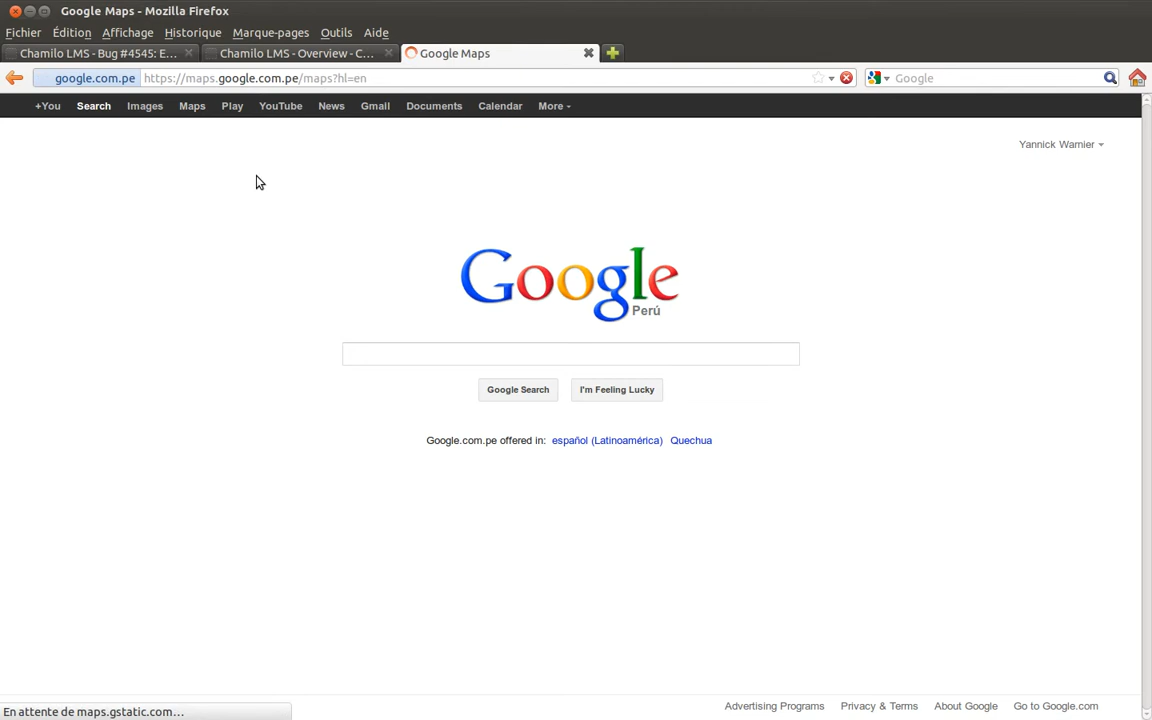 Google Maps - Mozilla Firefox
Fichier Édition Affichage Historique Marque-pages Outils Aide
Chamilo LMS - Bug #4545: E... Chamilo LMS - Overview - C... Google Maps
google.com.pe https://maps.google.com.pe/maps?hl=en Google
+You Search Images Maps Play YouTube News Gmail Documents Calendar More
Yannick Warnier
Google
Perú
Google Search I'm Feeling Lucky
Google.com.pe offered in: español (Latinoamérica) Quechua
Advertising Programs Privacy & Terms About Google Go to Google.com
En attente de maps.gstatic.com...